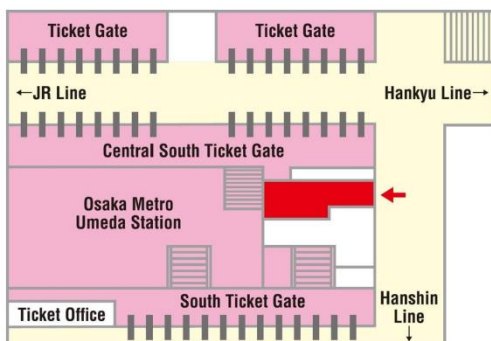 Ticket Gate
Ticket Gate
←JR Line
Hankyu Line→
Central South Ticket Gate
Osaka Metro
Umeda Station
South Ticket Gate
Ticket Office
Hanshin
Line
↓